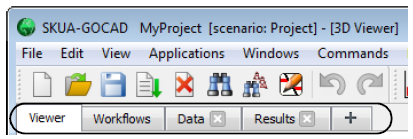 SKUA-GOCAD MyProject [scenario: Project] - [3D Viewer]
File Edit View Applications Windows Commands
Viewer Workflows Data Results +